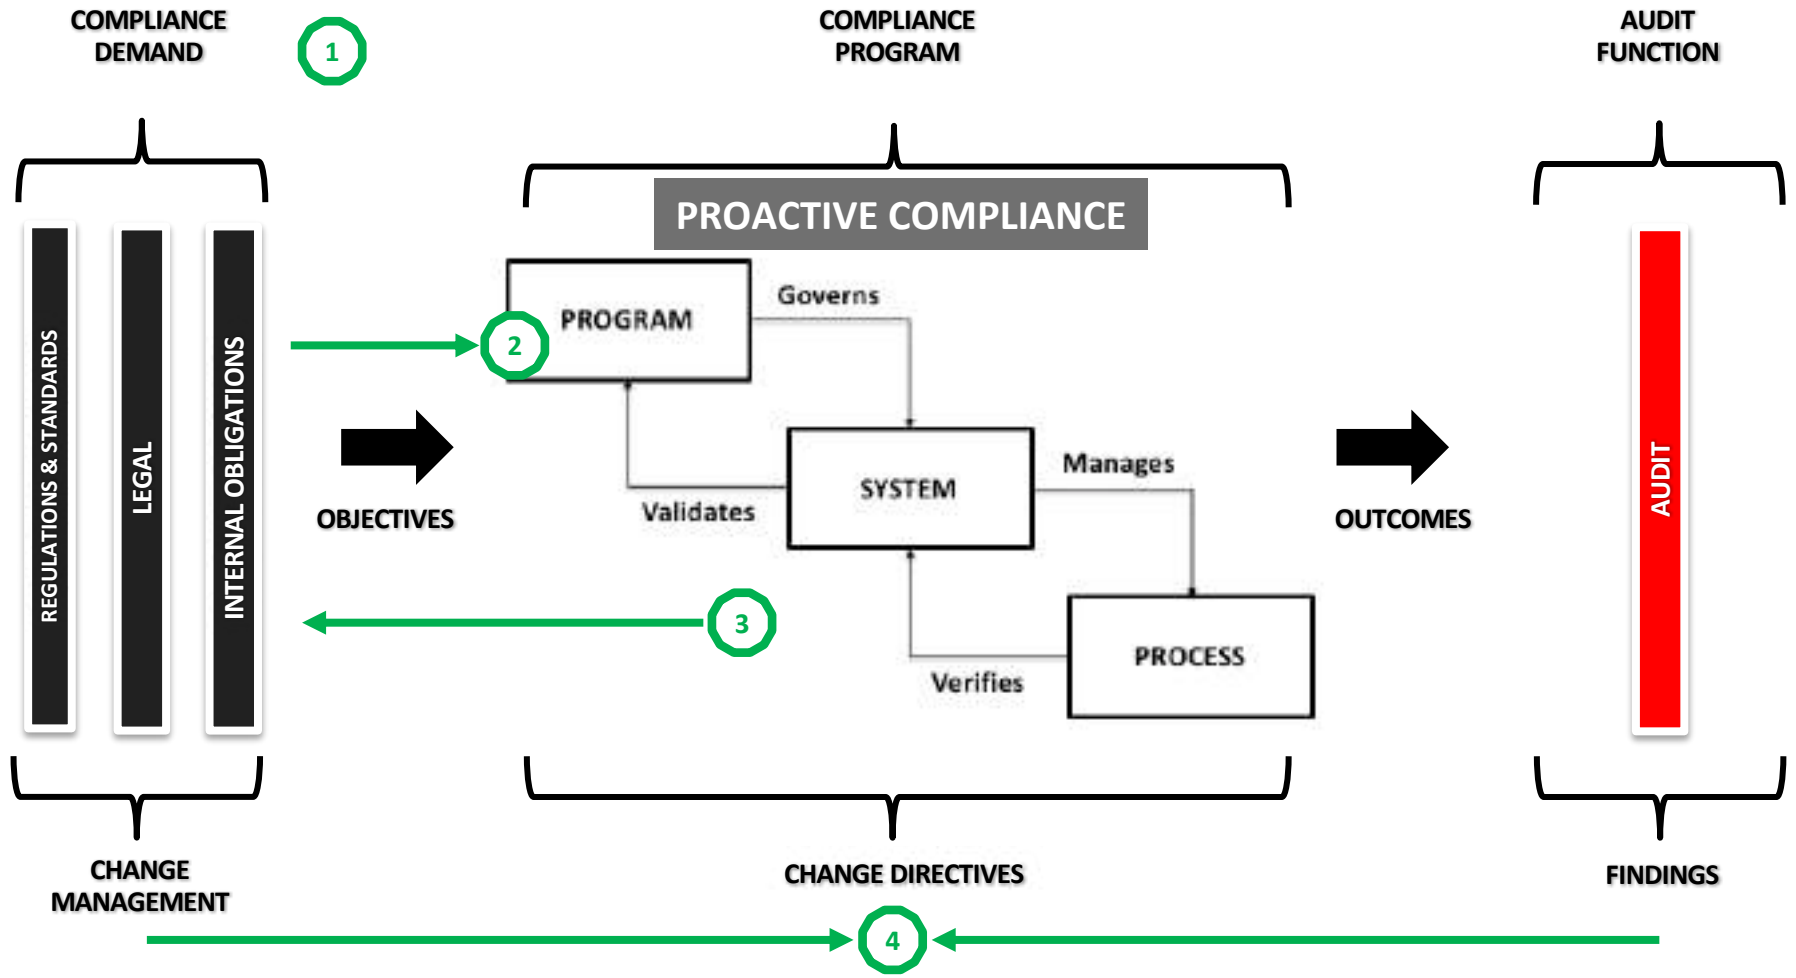 COMPLIANCE
DEMAND
1
COMPLIANCE
PROGRAM
AUDIT
FUNCTION
PROACTIVE COMPLIANCE
REGULATIONS & STANDARDS
LEGAL
INTERNAL OBLIGATIONS
2
PROGRAM
Governs
OBJECTIVES
Validates
SYSTEM
Manages
3
Verifies
PROCESS
OUTCOMES
AUDIT
CHANGE
MANAGEMENT
CHANGE DIRECTIVES
FINDINGS
4